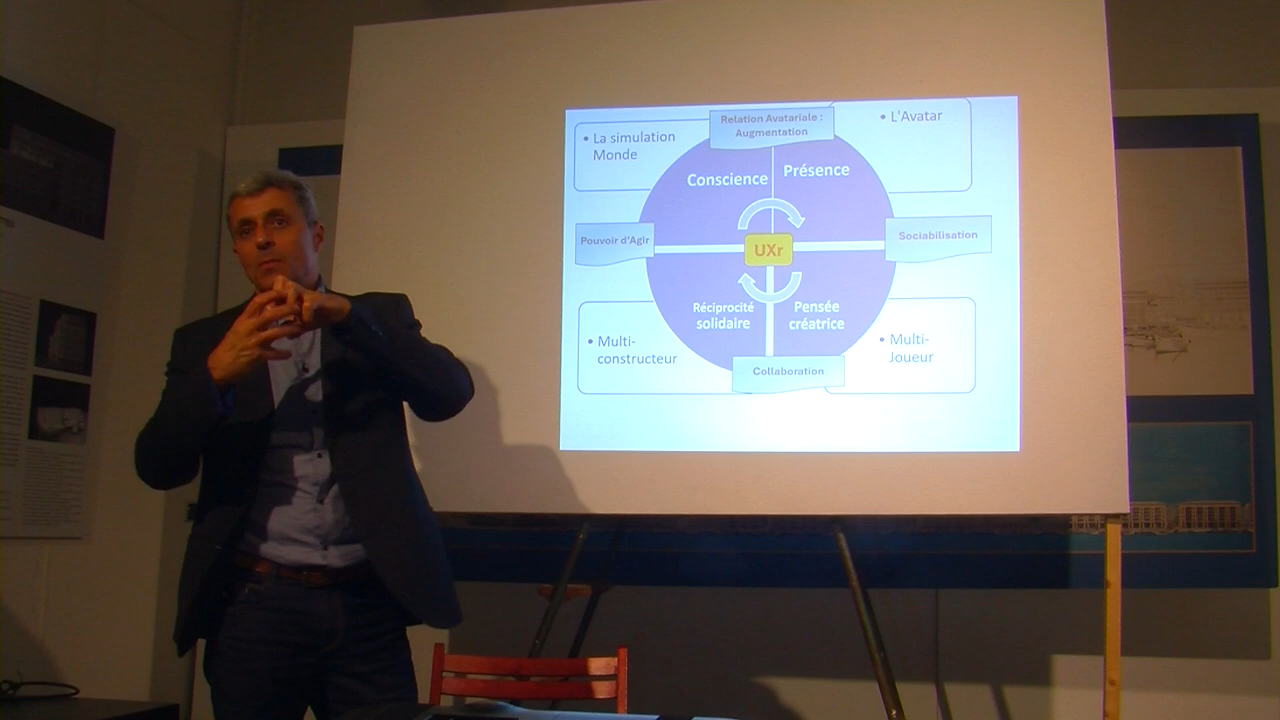 Relation Avatariale :
Augmentation
• La simulation
Monde
• L'Avatar
Conscience
Présence
Pouvoir d'Agir
UXr
Sociabilisation
Réciprocité
solidaire
Pensée
créatrice
• Multi-
constructeur
• Multi-
Joueur
Collaboration